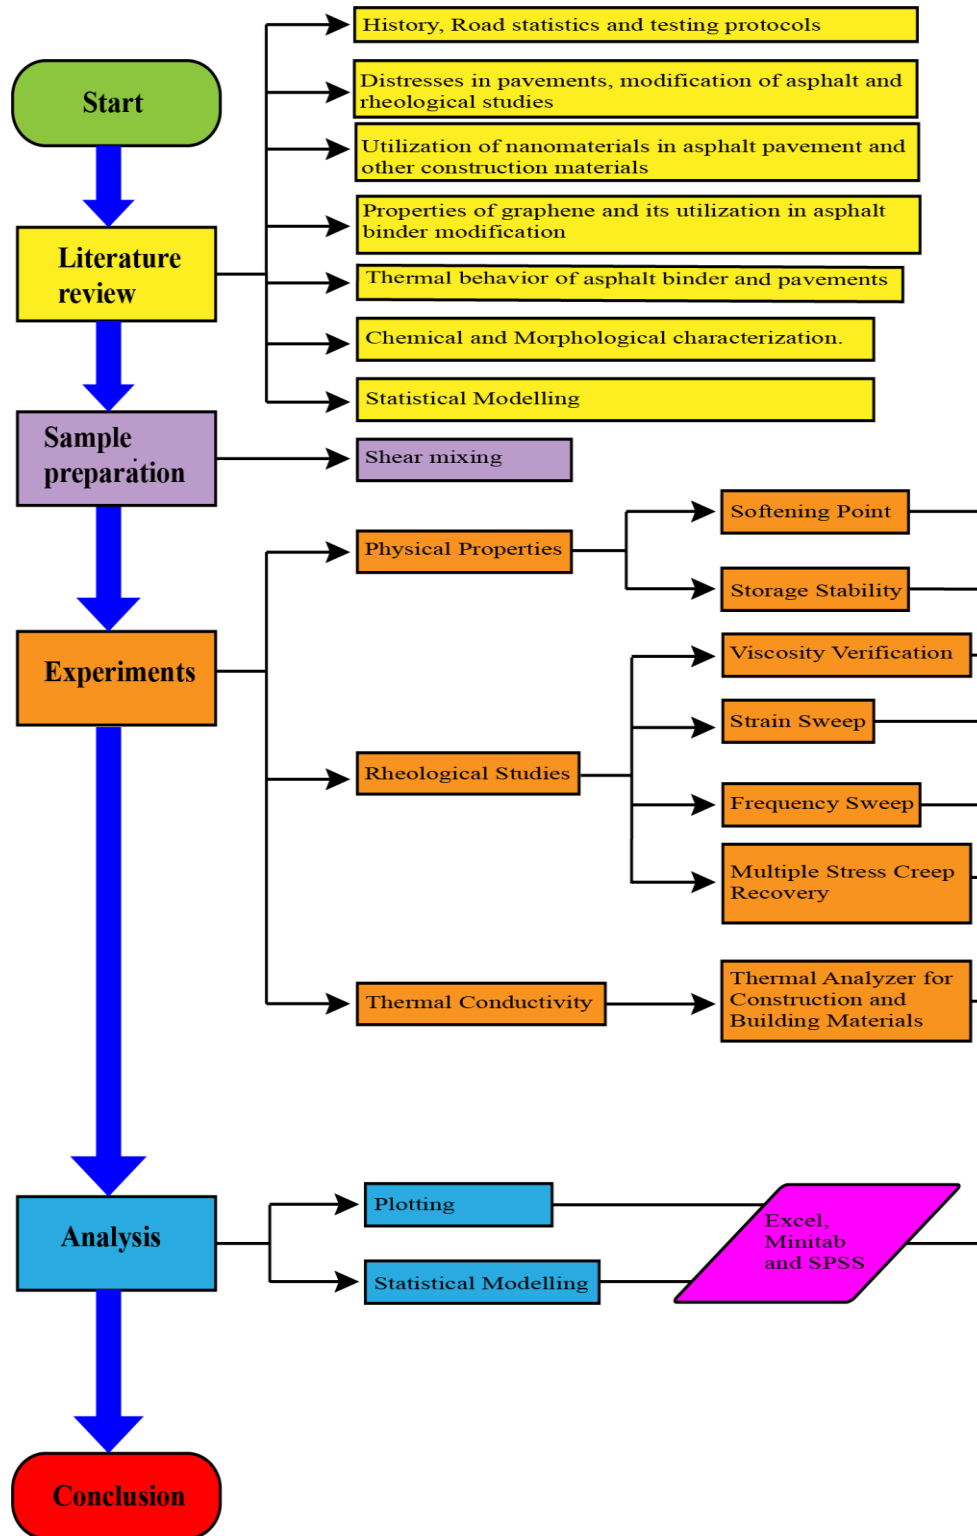 Start
Literature
review
History, Road statistics and testing protocols
Distresses in pavements, modification of asphalt and
rheological studies
Utilization of nanomaterials in asphalt pavement and
other construction materials
Properties of graphene and its utilization in asphalt
binder modification
Thermal behavior of asphalt binder and pavements
Chemical and Morphological characterization.
Statistical Modelling
Sample
preparation
Shear mixing
Experiments
Physical Properties
Softening Point
Storage Stability
Rheological Studies
Viscosity Verification
Strain Sweep
Frequency Sweep
Multiple Stress Creep
Recovery
Thermal Conductivity
Thermal Analyzer for
Construction and
Building Materials
Analysis
Plotting
Statistical Modelling
Excel,
Minitab
and SPSS
Conclusion